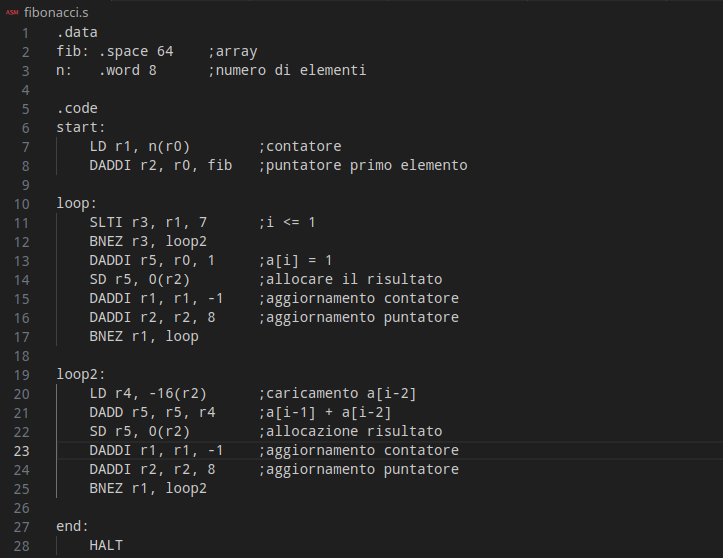 ASM fibonacci.s
1 .data
2 fib: .space 64 ;array
3 n: .word 8 ;numero di elementi
4
5 .code
6 start:
7 LD r1, n(r0) ;contatore
8 DADDI r2, r0, fib ;puntatore primo elemento
9
10 loop:
11 SLTI r3, r1, 7 ;i <= 1
12 BNEZ r3, loop2
13 DADDI r5, r0, 1 ;a[i] = 1
14 SD r5, 0(r2) ;allocare il risultato
15 DADDI r1, r1, -1 ;aggiornamento contatore
16 DADDI r2, r2, 8 ;aggiornamento puntatore
17 BNEZ r1, loop
18
19 loop2:
20 LD r4, -16(r2) ;caricamento a[i-2]
21 DADD r5, r5, r4 ;a[i-1] + a[i-2]
22 SD r5, 0(r2) ;allocazione risultato
23 DADDI r1, r1, -1 ;aggiornamento contatore
24 DADDI r2, r2, 8 ;aggiornamento puntatore
25 BNEZ r1, loop2
26
27 end:
28 HALT